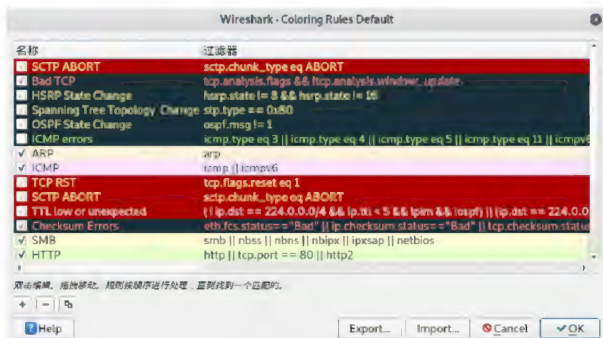 Wireshark · Coloring Rules Default
名称 过滤器
SCTP ABORT sctp.chunk_type eq ABORT
Bad TCP tcp.analysis.flags && !tcp.analysis.window_update
HSRP State Change hsrp.state != 8 && hsrp.state != 16
Spanning Tree Topology Change stp.type == 0x80
OSPF State Change ospf.msg != 1
ICMP errors icmp.type eq 3 || icmp.type eq 4 || icmp.type eq 5 || icmp.type eq 11 || icmpv6
ARP arp
ICMP icmp || icmpv6
TCP RST tcp.flags.reset eq 1
SCTP ABORT sctp.chunk_type eq ABORT
TTL low or unexpected ( ! ip.dst == 224.0.0.0/4 && ip.ttl < 5 && !pim && !ospf) || (ip.dst == 224.0.0
Checksum Errors eth.fcs.status=="Bad" || ip.checksum.status=="Bad" || tcp.checksum.status
SMB smb || nbss || nbns || nbipx || ipxsap || netbios
HTTP http || tcp.port == 80 || http2
双击编辑。拖拽移动。规则按顺序进行处理，直到找到一个匹配的。
Help Export... Import... Cancel OK